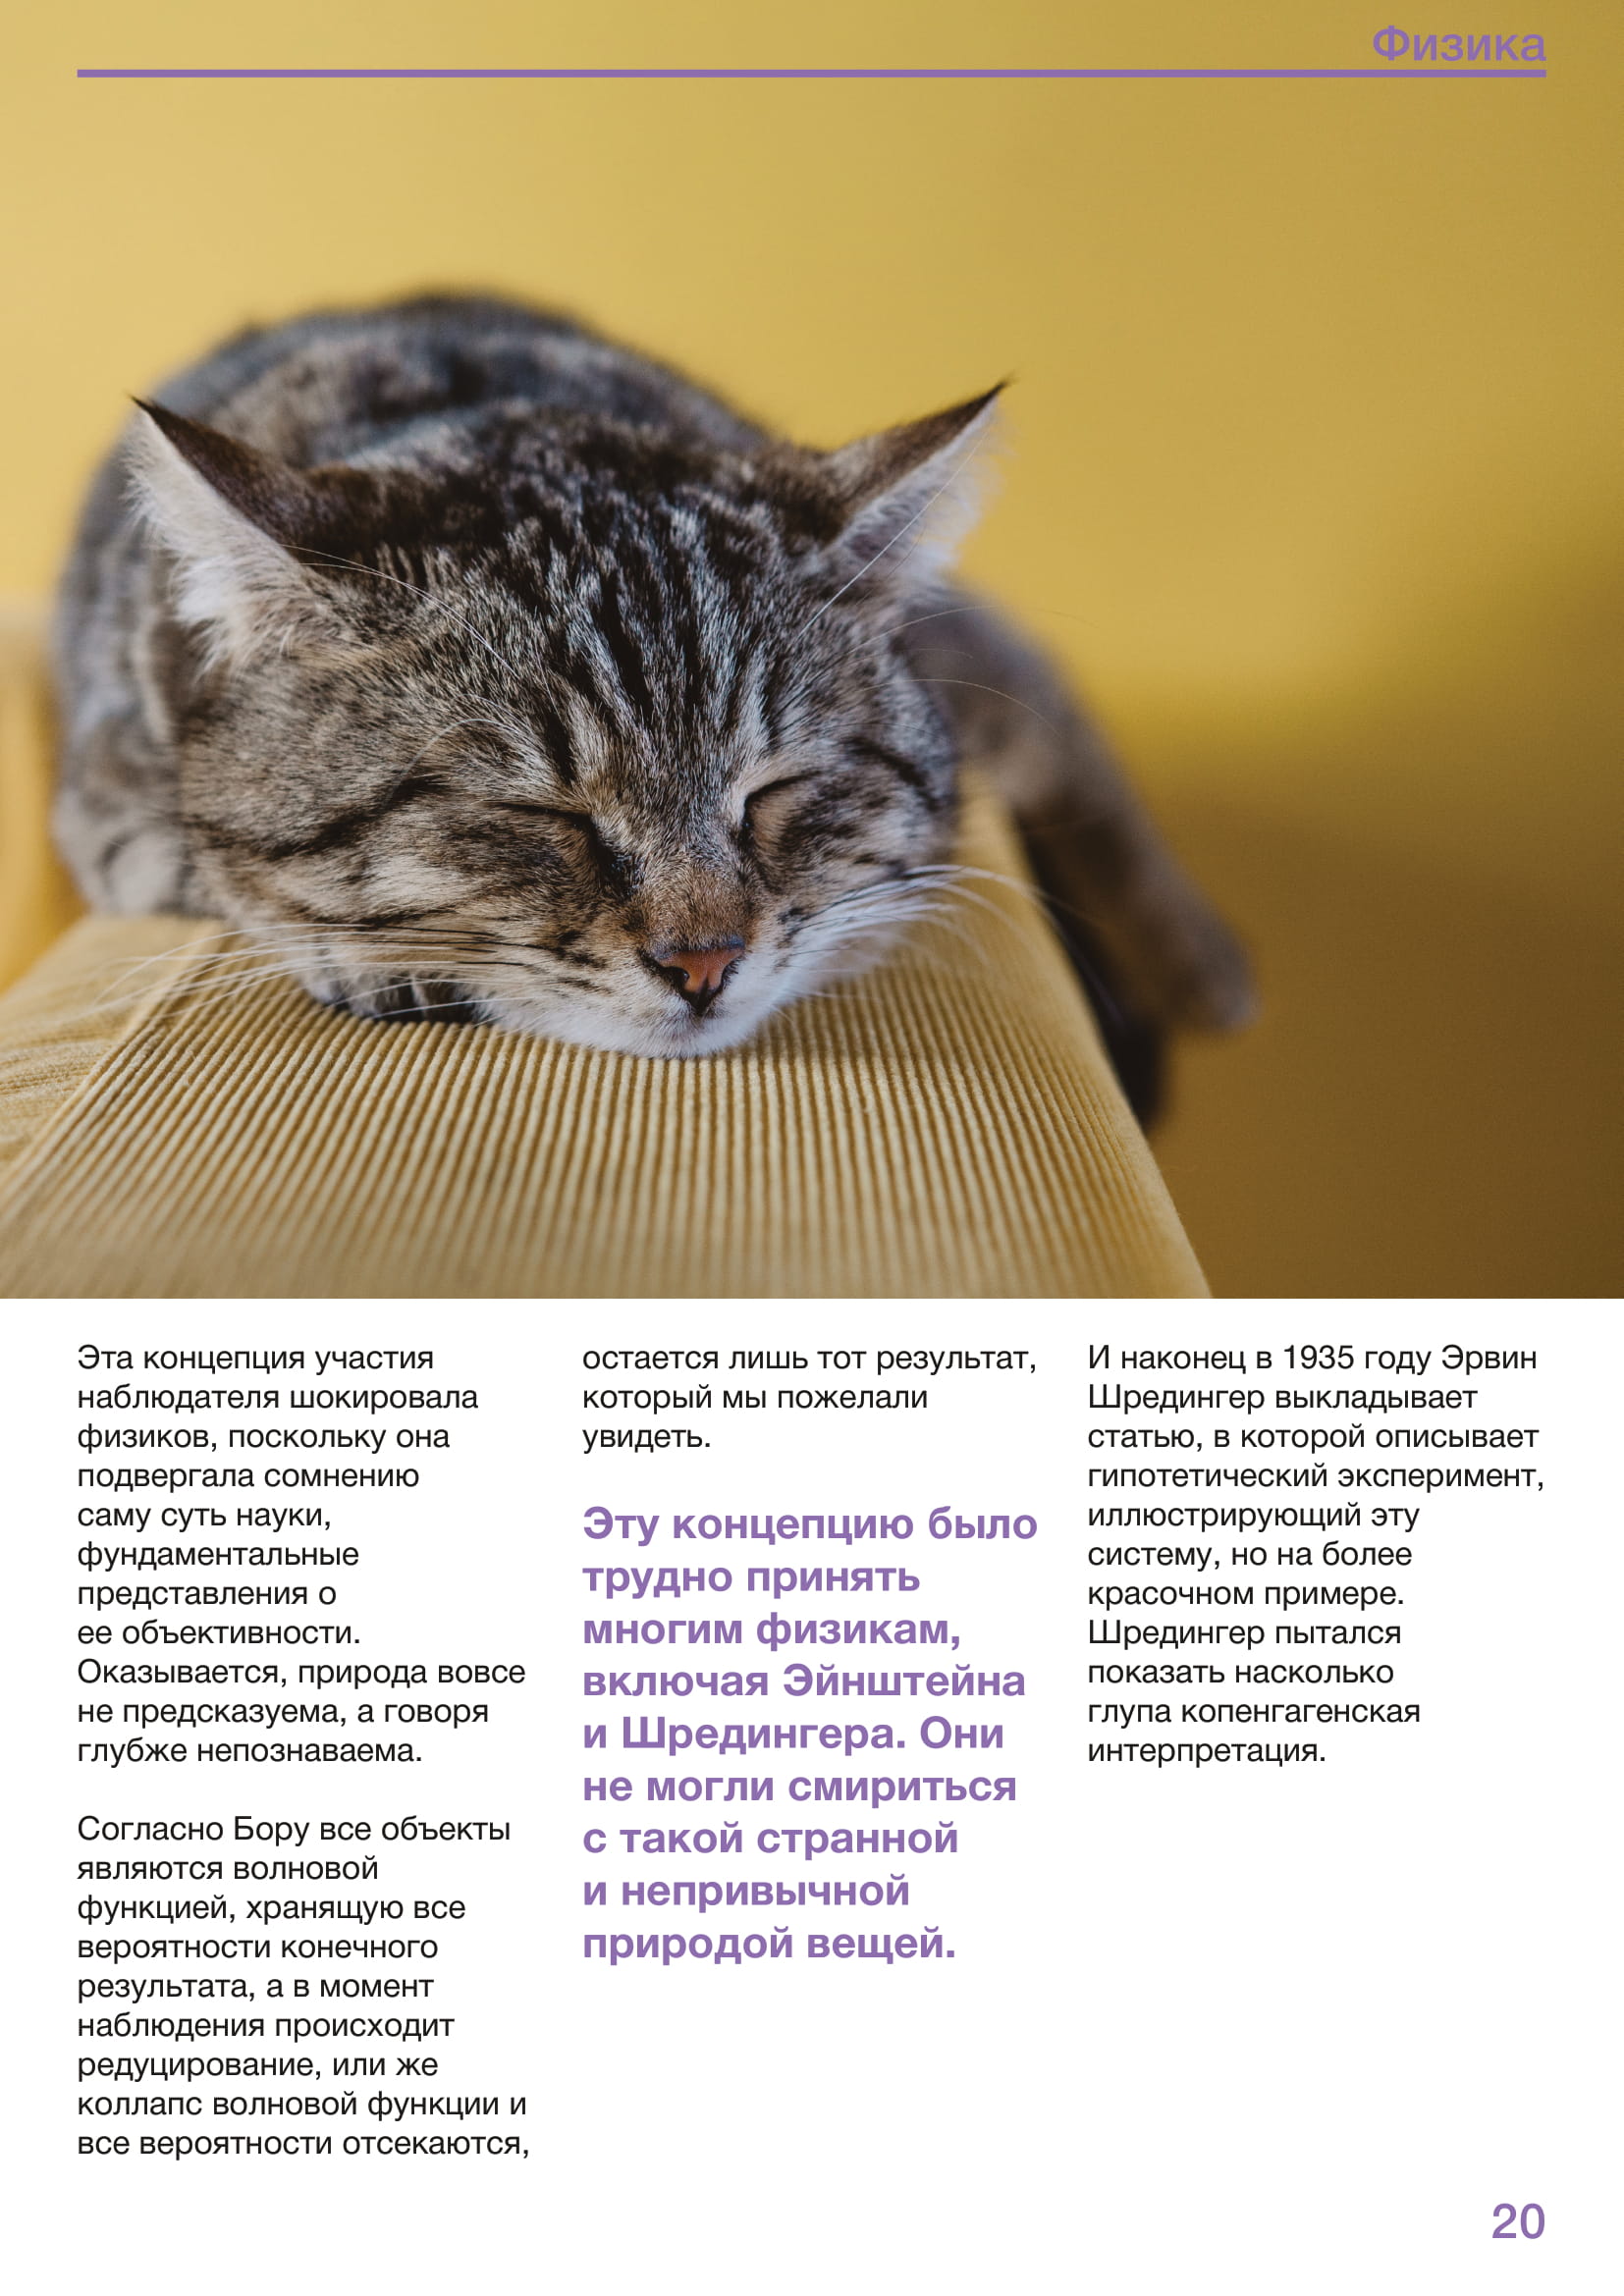 Физика
Эта концепция участия
наблюдателя шокировала
физиков, поскольку она
подвергала сомнению
саму суть науки,
фундаментальные
представления о
ее объективности.
Оказывается, природа вовсе
не предсказуема, а говоря
глубже непознаваема.
Согласно Бору все объекты
являются волновой
функцией, хранящую все
вероятности конечного
результата, а в момент
наблюдения происходит
редуцирование, или же
коллапс волновой функции и
все вероятности отсекаются,
остается лишь тот результат,
который мы пожелали
увидеть.
Эту концепцию было
трудно принять
многим физикам,
включая Эйнштейна
и Шредингера. Они
не могли смириться
с такой странной
и непривычной
природой вещей.
И наконец в 1935 году Эрвин
Шредингер выкладывает
статью, в которой описывает
гипотетический эксперимент,
иллюстрирующий эту
систему, но на более
красочном примере.
Шредингер пытался
показать насколько
глупа копенгагенская
интерпретация.
20